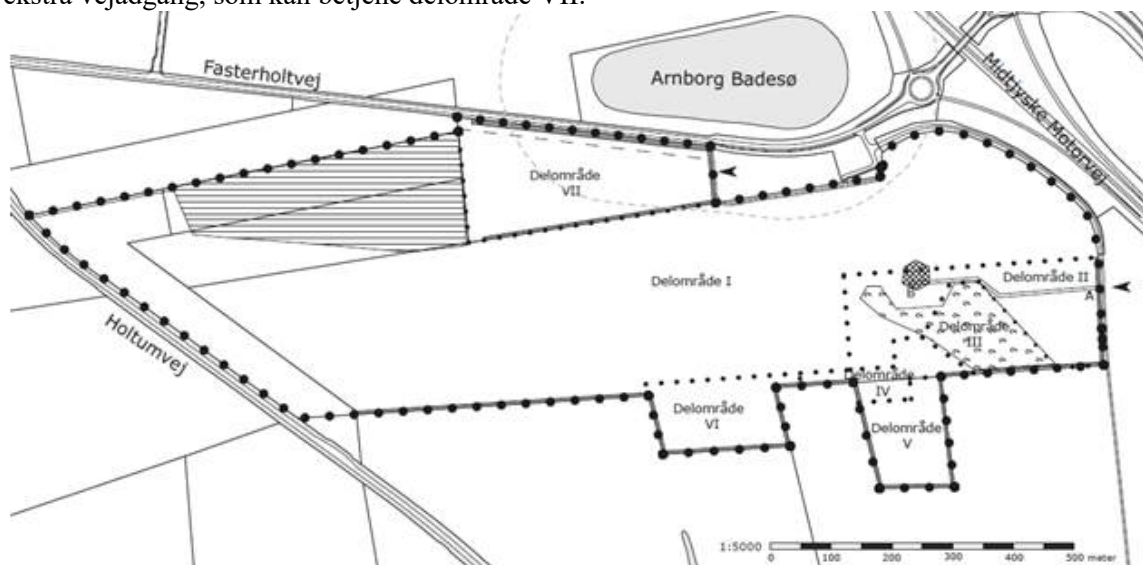 ekstra vejadgang, som kan betjene delområde VII.
Fasterholtvej
Arnborg Badesø
Midtjyske Motorvej
Delområde
VII
Delområde I
Delområde II
A
B
Delområde
III
Holtumvej
Delområde
IV
Delområde
VI
Delområde
V
1:5000
0 100 200 300 400 500 meter